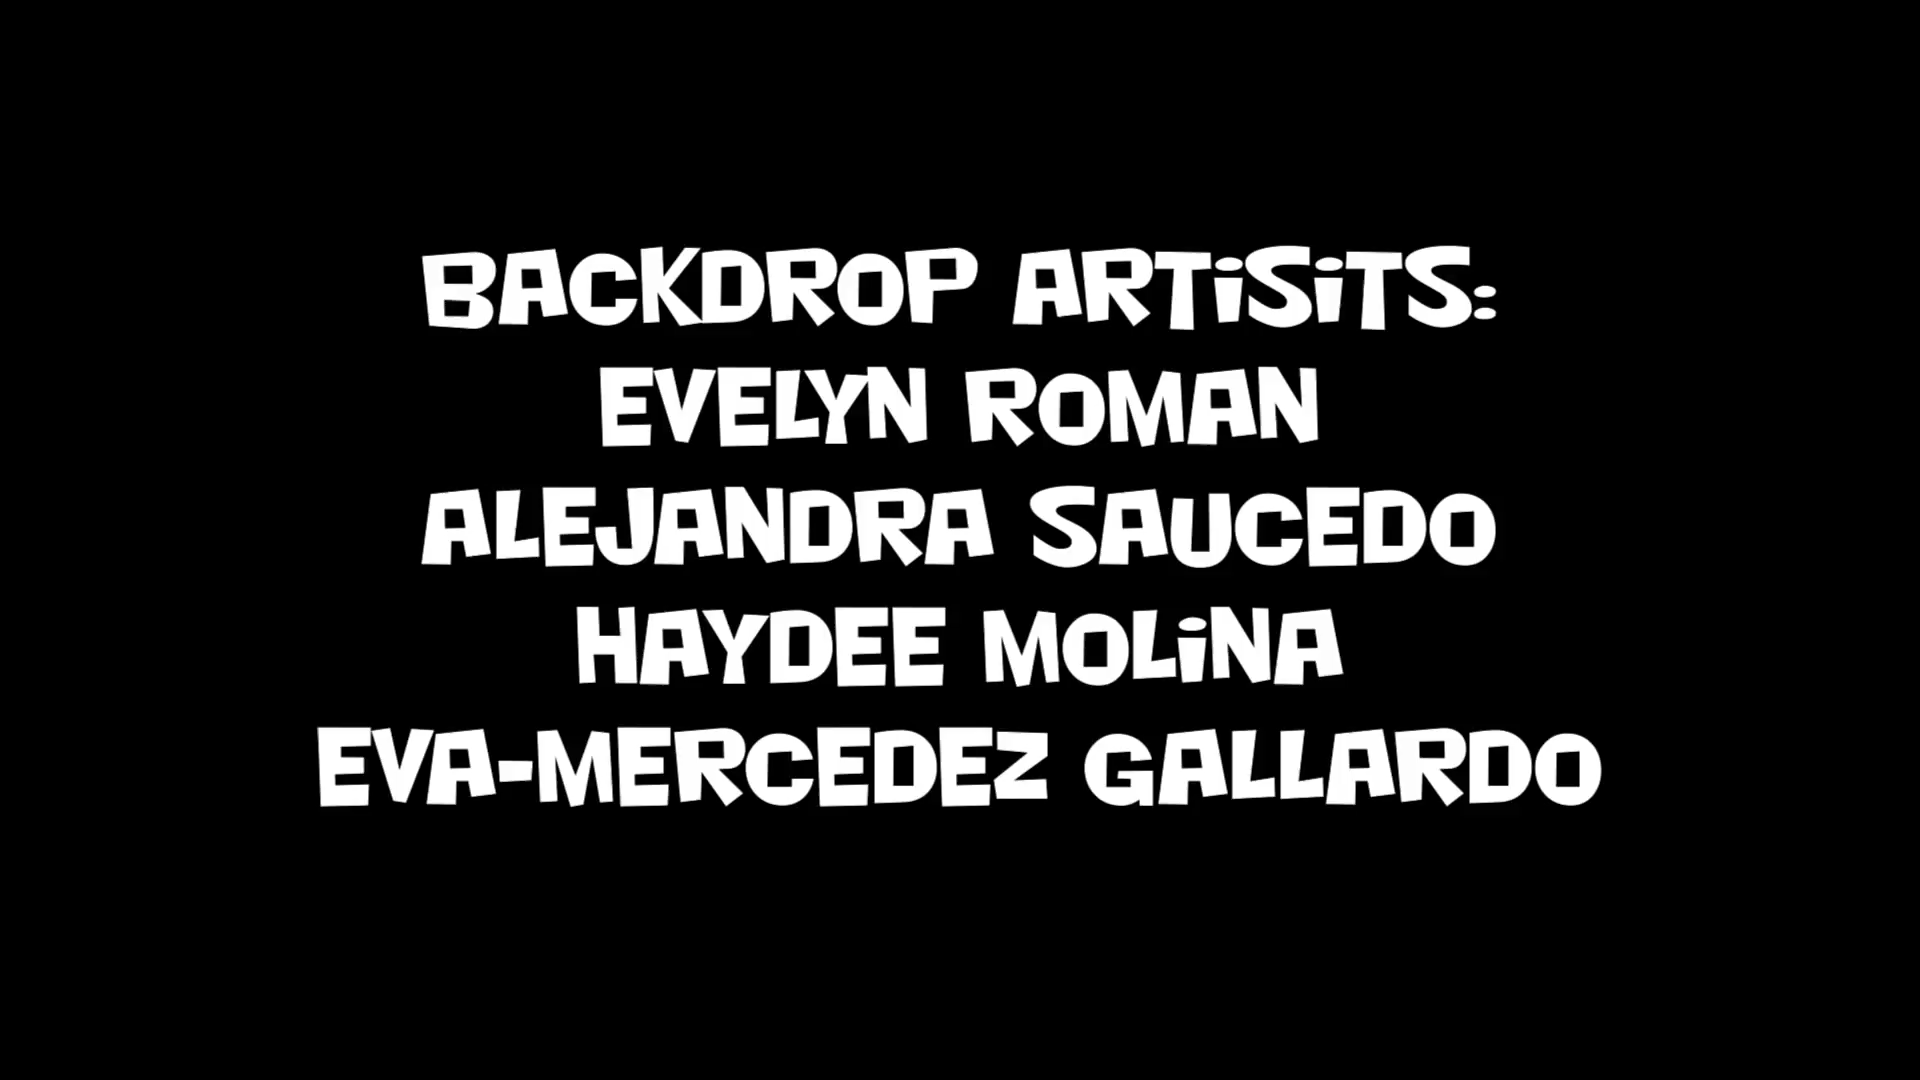 BACKDROP ARTiSiTS:
EVELYN ROMAN
ALEJANDRA SAUCEDO
HAYDEE MOLiNA
EVA-MERCEDEZ GALLARDO